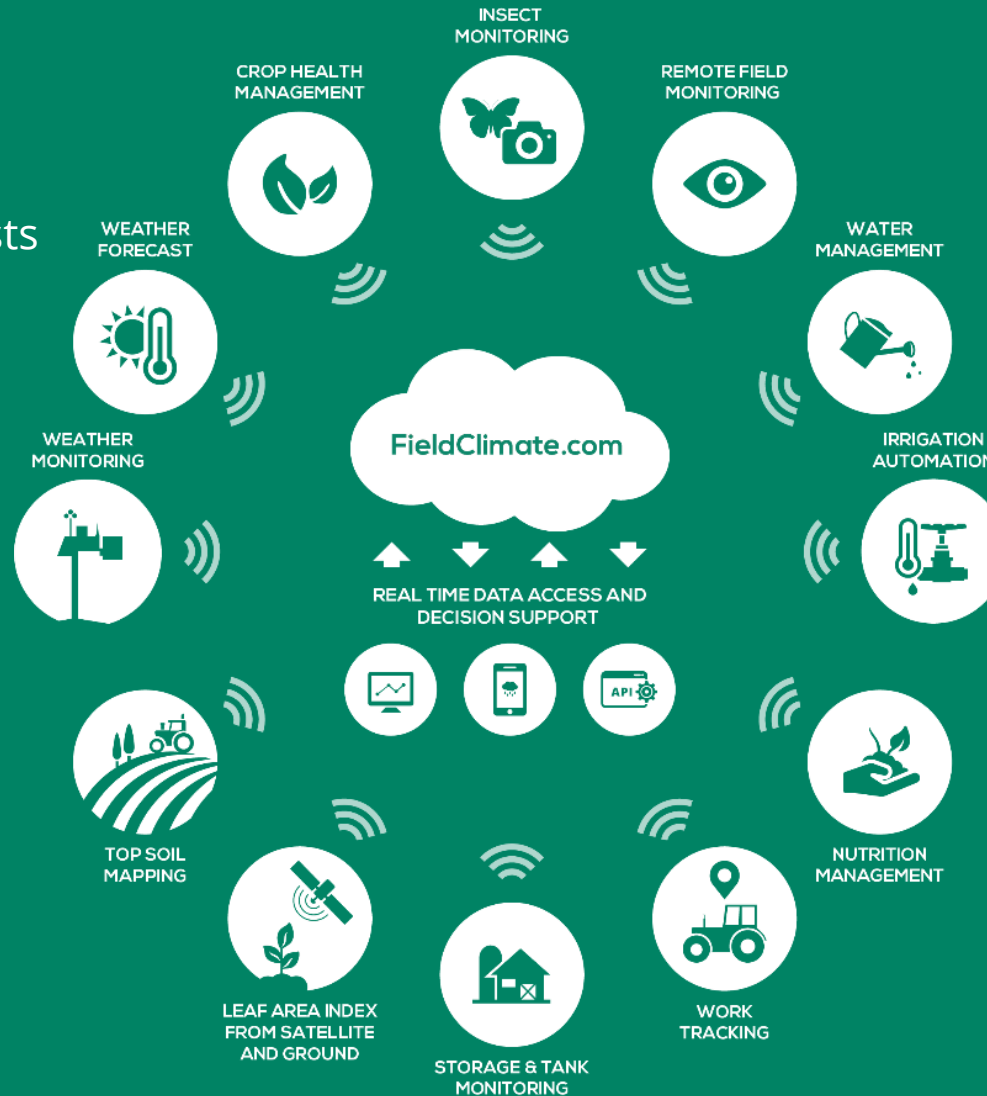 INSECT
MONITORING
CROP HEALTH
MANAGEMENT
REMOTE FIELD
MONITORING
WEATHER
FORECAST
WATER
MANAGEMENT
FieldClimate.com
WEATHER
MONITORING
IRRIGATION
AUTOMATION
REAL TIME DATA ACCESS AND
DECISION SUPPORT
API
TOP SOIL
MAPPING
NUTRITION
MANAGEMENT
LEAF AREA INDEX
FROM SATELLITE
AND GROUND
WORK
TRACKING
STORAGE & TANK
MONITORING